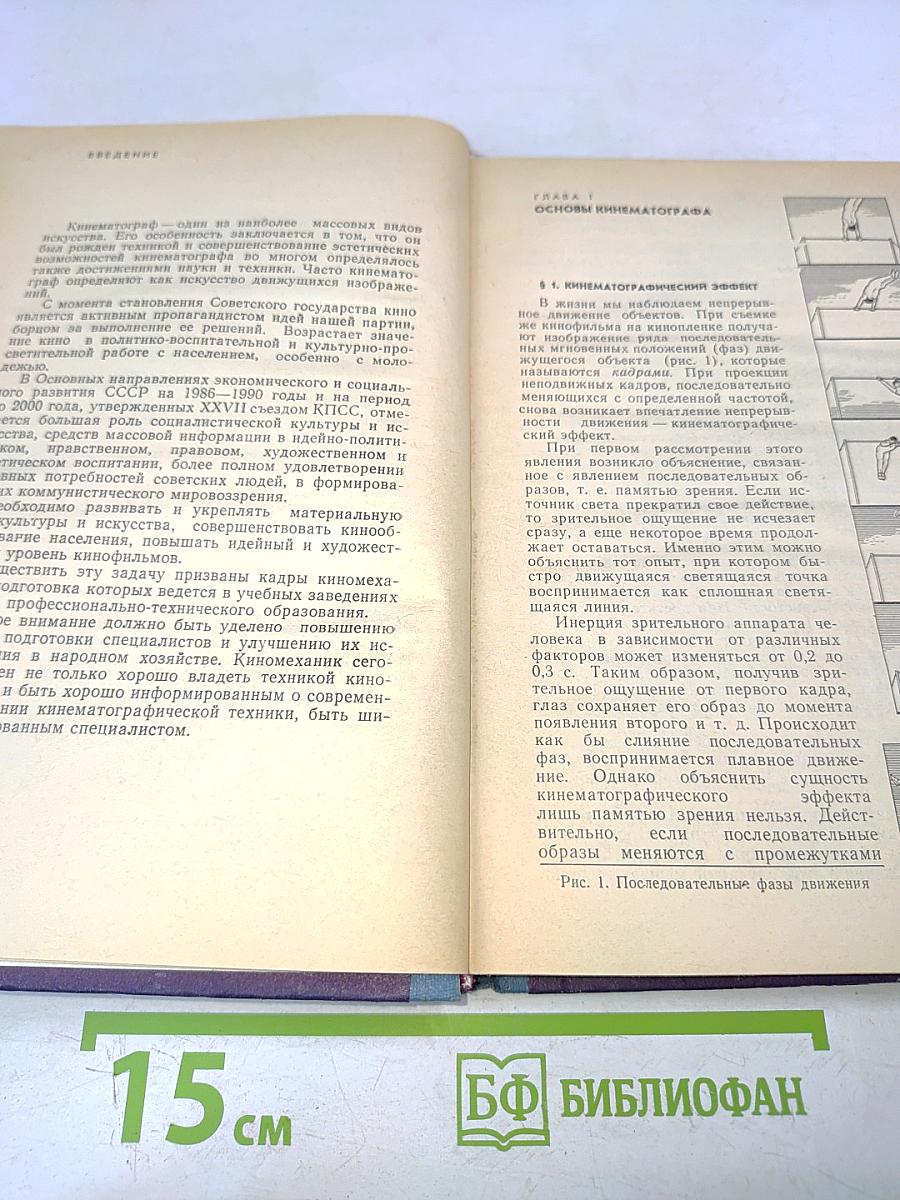 ВВЕДЕНИЕ
Кинематограф — один из наиболее массовых видов
искусства. Его особенность заключается в том, что он
был рожден техникой и совершенствование эстетических
возможностей кинематографа во многом определялось
также достижениями науки и техники. Часто кинемато-
граф определяют как искусство движущихся изображе-
ний.
С момента становления Советского государства кино
является активным пропагандистом идей нашей партии,
борцом за выполнение ее решений. Возрастает значе-
ние кино в политико-воспитательной и культурно-про-
светительной работе с населением, особенно с моло-
дежью.
В Основных направлениях экономического и социаль-
ного развития СССР на 1986—1990 годы и на период
до 2000 года, утвержденных XXVII съездом КПСС, отме-
ется большая роль социалистической культуры и ис-
ства, средств массовой информации в идейно-полити-
ком, нравственном, правовом, художественном и
етическом воспитании, более полном удовлетворении
овных потребностей советских людей, в формирова-
их коммунистического мировоззрения.
еобходимо развивать и укреплять материальную
культуры и искусства, совершенствовать кинооб-
вание населения, повышать идейный и художест-
уровень кинофильмов.
ществить эту задачу призваны кадры киномеха-
подготовка которых ведется в учебных заведениях
профессионально-технического образования.
ое внимание должно быть уделено повышению
подготовки специалистов и улучшению их ис-
ния в народном хозяйстве. Киномеханик сего-
ен не только хорошо владеть техникой кино-
и быть хорошо информированным о современ-
нии кинематографической техники, быть ши-
ованным специалистом.
ГЛАВА 1
ОСНОВЫ КИНЕМАТОГРАФА
§ 1. КИНЕМАТОГРАФИЧЕСКИЙ ЭФФЕКТ
В жизни мы наблюдаем непрерыв-
ное движение объектов. При съемке
же кинофильма на кинопленке получа-
ют изображение ряда последователь-
ных мгновенных положений (фаз) дви-
жущегося объекта (рис. 1), которые
называются кадрами. При проекции
неподвижных кадров, последовательно
меняющихся с определенной частотой,
снова возникает впечатление непрерыв-
ности движения — кинематографиче-
ский эффект.
При первом рассмотрении этого
явления возникло объяснение, связан-
ное с явлением последовательных об-
разов, т. е. памятью зрения. Если ис-
точник света прекратил свое действие,
то зрительное ощущение не исчезает
сразу, а еще некоторое время продол-
жает оставаться. Именно этим можно
объяснить тот опыт, при котором бы-
стро движущаяся светящаяся точка
воспринимается как сплошная светя-
щаяся линия.
Инерция зрительного аппарата че-
ловека в зависимости от различных
факторов может изменяться от 0,2 до
0,3 с. Таким образом, получив зри-
тельное ощущение от первого кадра,
глаз сохраняет его образ до момента
появления второго и т. д. Происходит
как бы слияние последовательных
фаз, воспринимается плавное движе-
ние. Однако объяснить сущность
кинематографического эффекта
лишь памятью зрения нельзя. Дейст-
вительно, если последовательные
образы меняются с промежутками
Рис. 1. Последовательные фазы движения
15 см
БФ БИБЛИОФАН